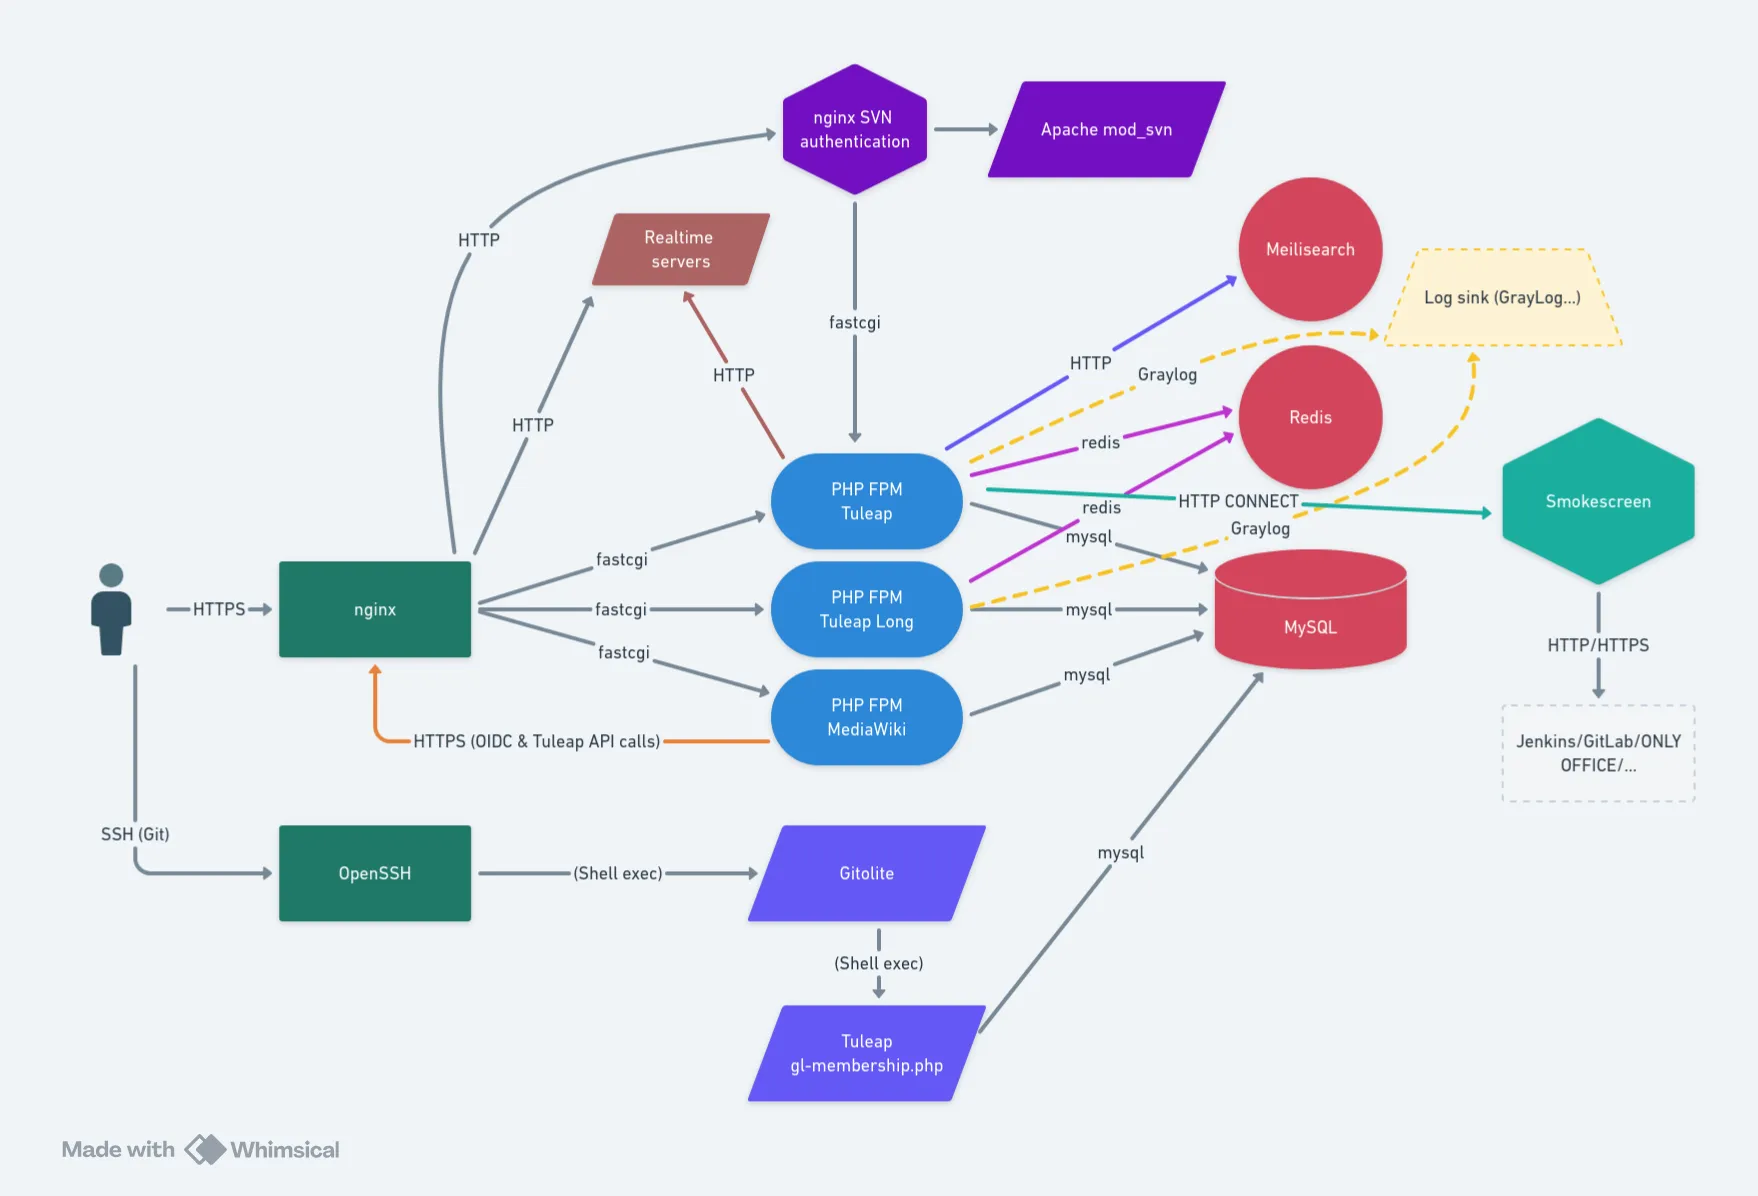 nginx SVN
authentication
Apache mod_svn
HTTP
Realtime
servers
Meilisearch
Log sink (GrayLog...)
fastcgi
HTTP
HTTP
Graylog
Redis
HTTP
redis
PHP FPM
Tuleap
HTTP CONNECT
redis
Smokescreen
Graylog
mysql
fastcgi
HTTPS
nginx
fastcgi
PHP FPM
Tuleap Long
mysql
MySQL
fastcgi
HTTP/HTTPS
mysql
PHP FPM
MediaWiki
HTTPS (OIDC & Tuleap API calls)
Jenkins/GitLab/ONLY
OFFICE/...
SSH (Git)
mysql
OpenSSH
(Shell exec)
Gitolite
(Shell exec)
Tuleap
gl-membership.php
Made with Whimsical